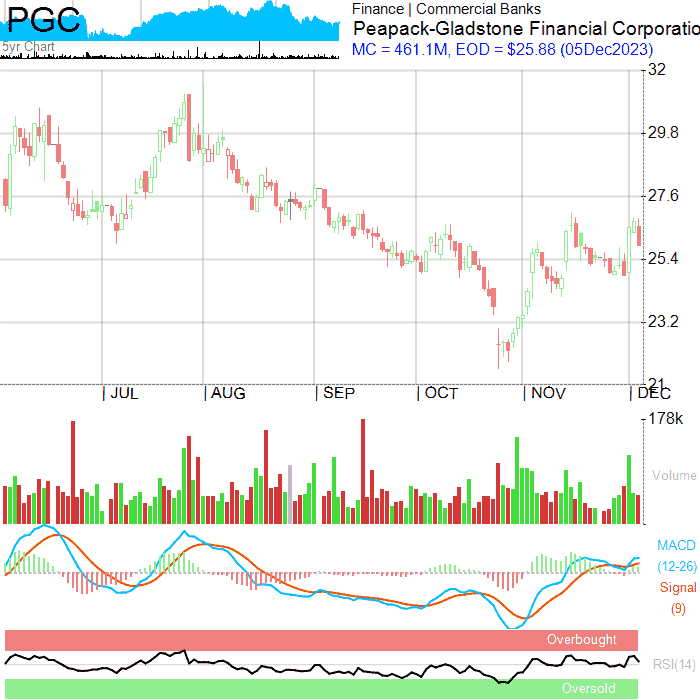 PGC
5yr Chart
Finance | Commercial Banks
Peapack-Gladstone Financial Corporatio
MC = 461.1M, EOD = $25.88 (05Dec2023)
32
29.8
27.6
25.4
23.2
21
| JUL | AUG | SEP | OCT | NOV | DEC
178k
Volume
MACD
(12-26)
Signal
(9)
Overbought
RSI(14)
Oversold